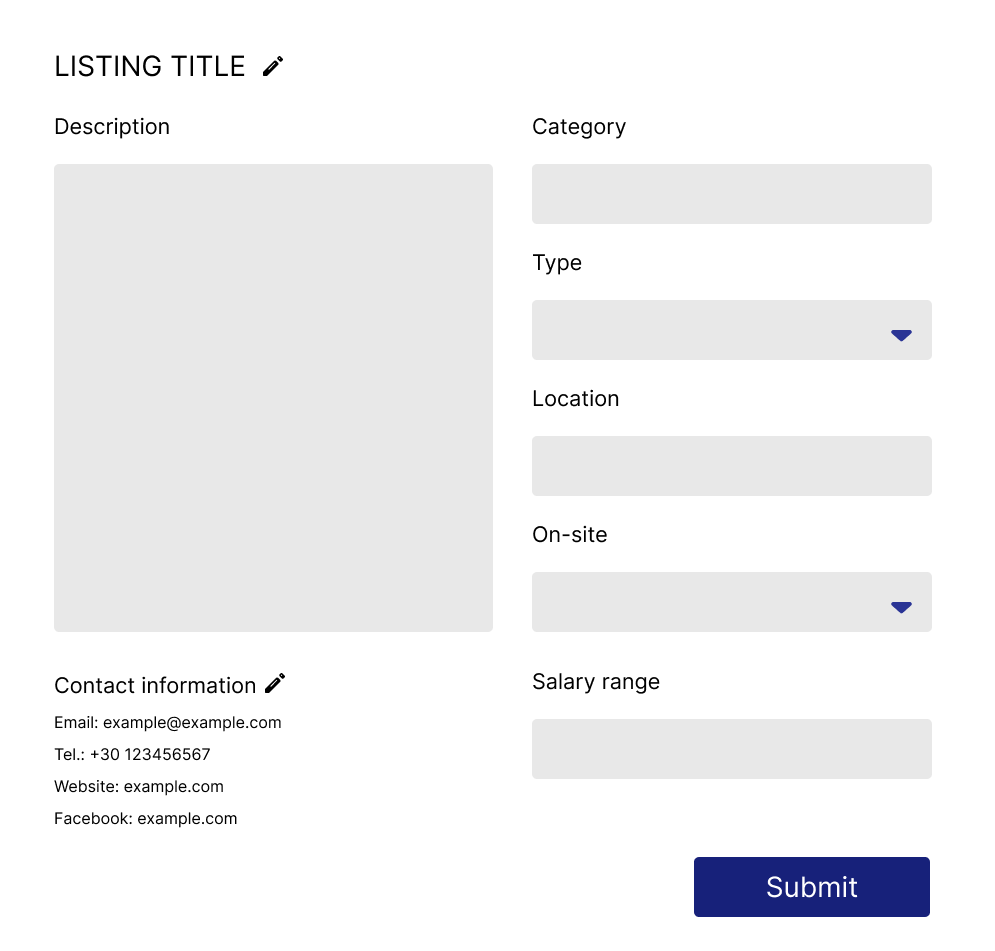 LISTING TITLE
Description
Category
Type
Location
On-site
Contact information
Email: example@example.com
Tel.: +30 123456567
Website: example.com
Facebook: example.com
Salary range
Submit